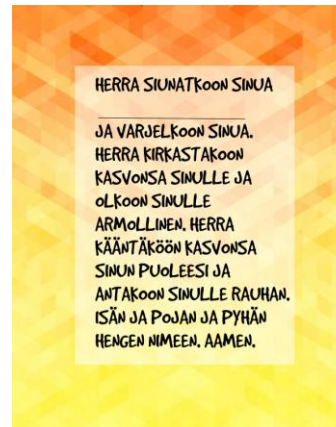 HERRA SIUNATKOON SINUA
JA VARJELKOON SINUA.
HERRA KIRKASTAKOON
KASVONSA SINULLE JA
OLKOON SINULLE
ARMOLLINEN. HERRA
KÄÄNTÄKÖÖN KASVONSA
SINUN PUOLEESI JA
ANTAKOON SINULLE RAUHAN.
ISÄN JA POJAN JA PYHÄN
HENGEN NIMEEN. AAMEN.